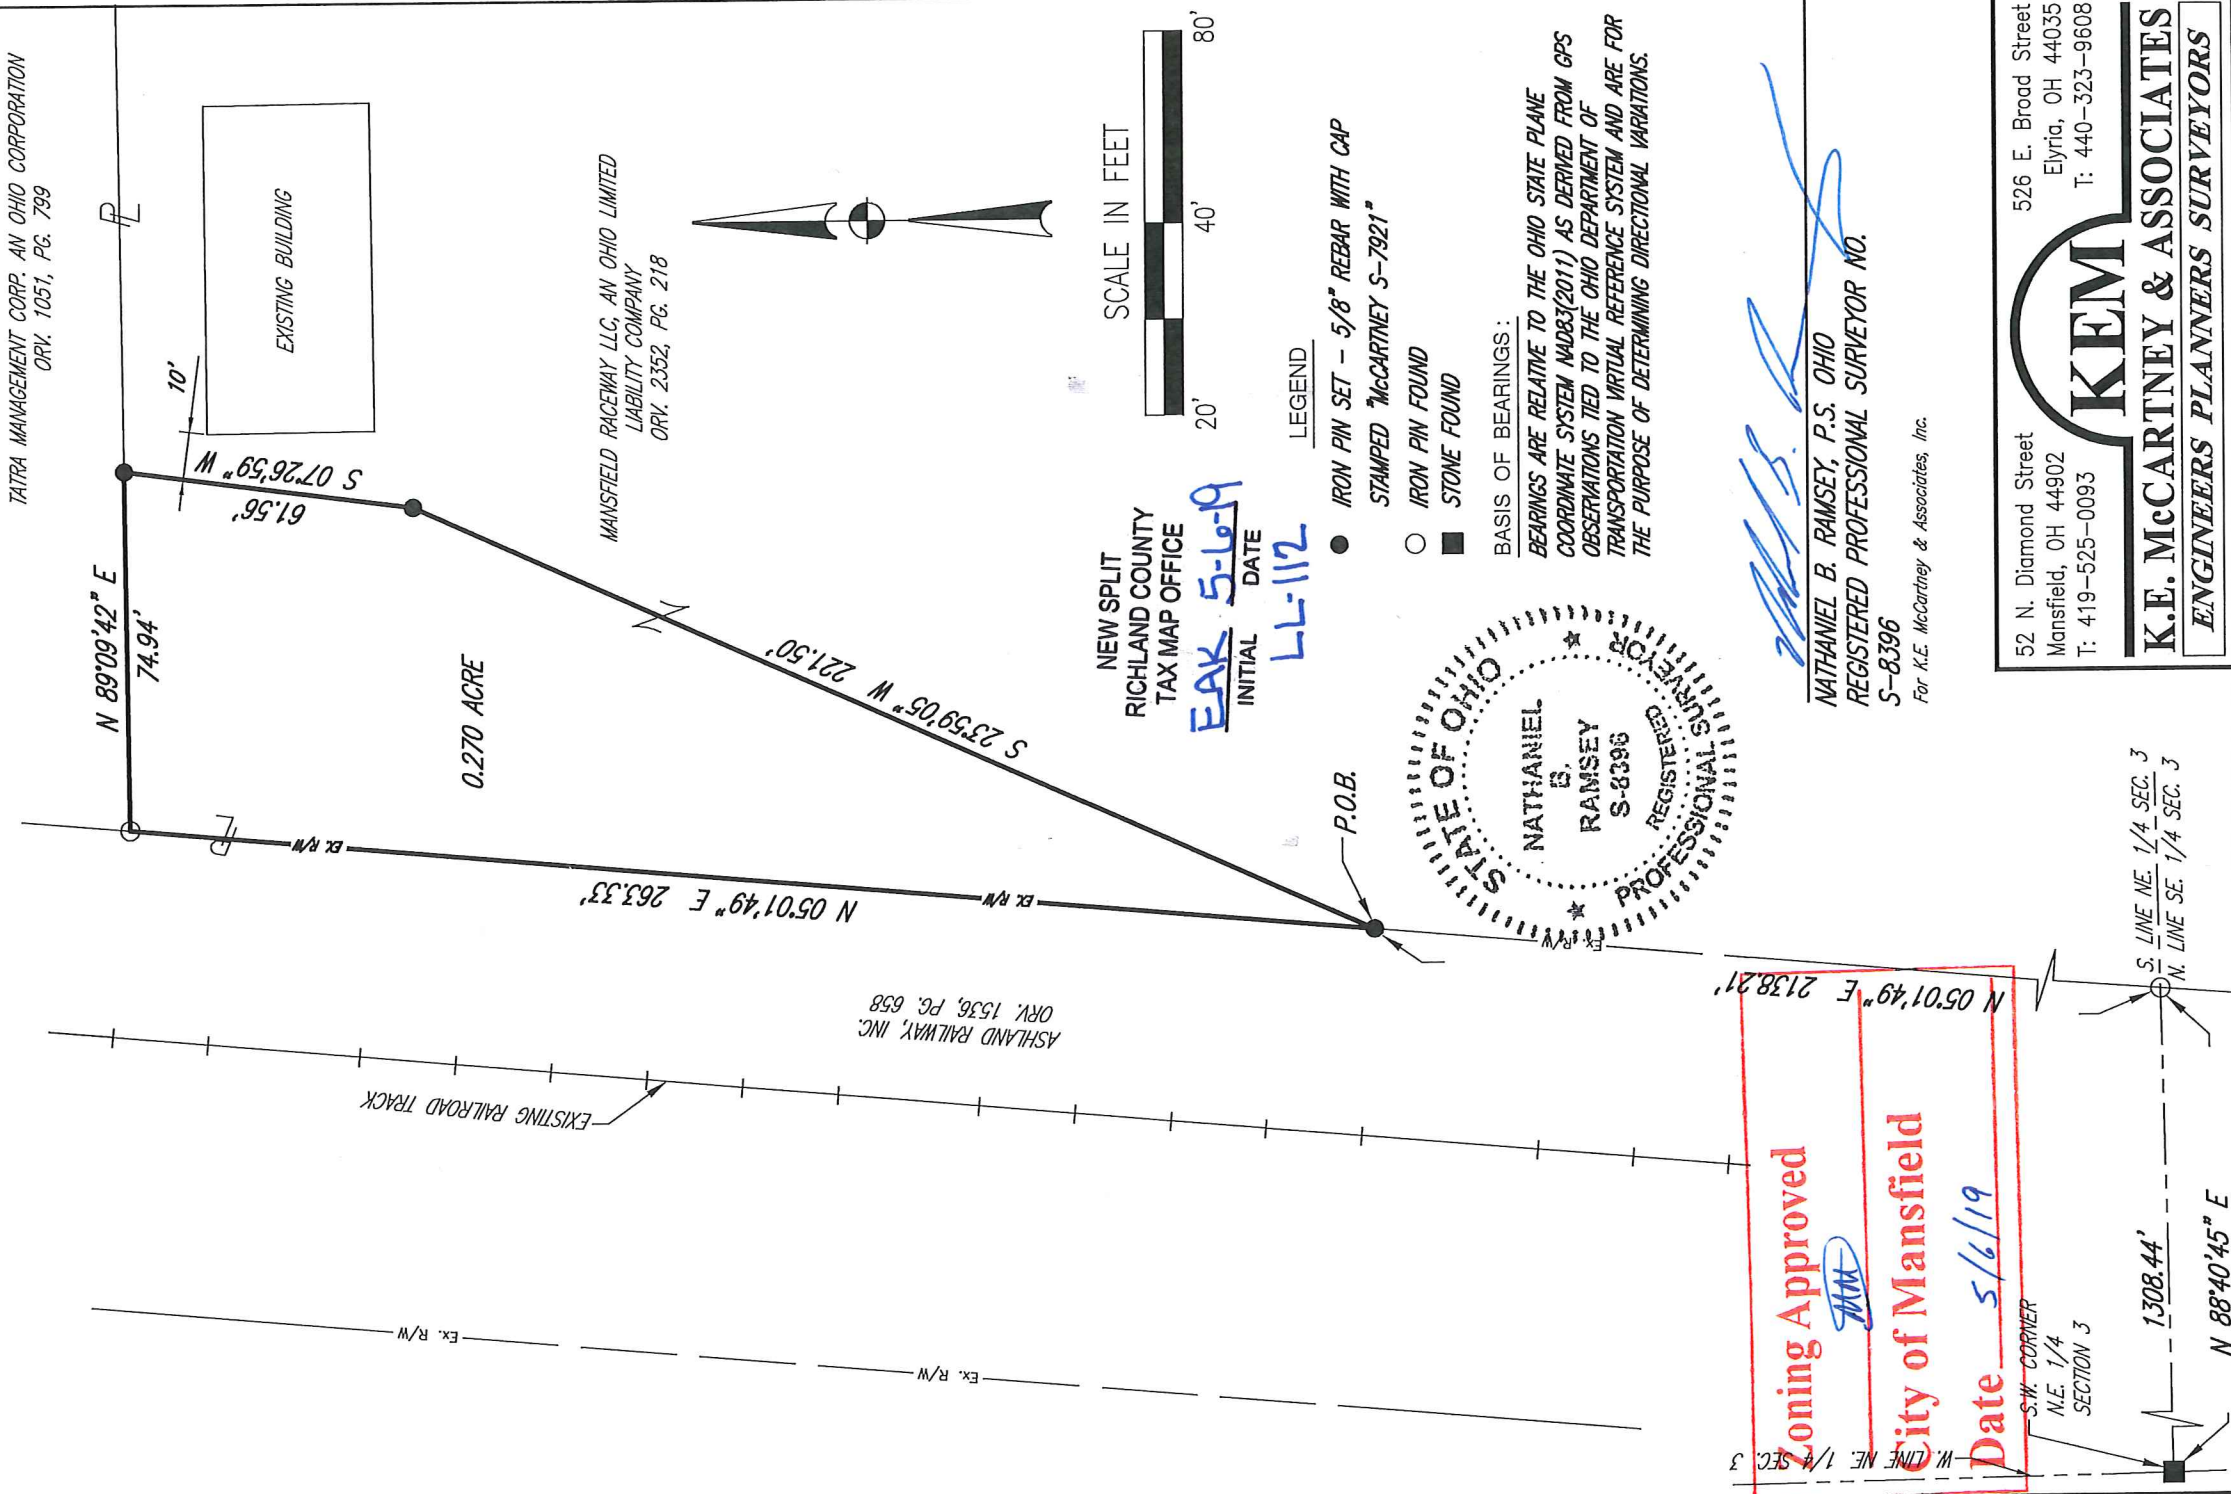 TATRA MANAGEMENT CORP. AN OHIO CORPORATION
ORV. 1051, PG. 799
PL
EXISTING BUILDING
10'
N 89°09'42" E
74.94'
S 07°26'59" W
61.56'
MANSFIELD RACEWAY LLC, AN OHIO LIMITED
LIABILITY COMPANY
ORV. 2352, PG. 218
0.270 ACRE
PL
EX. R/W
N 05°01'49" E 263.33'
EX. R/W
S 23°59'05" W 221.50'
SCALE IN FEET
20' 40' 80'
NEW SPLIT
RICHLAND COUNTY
TAX MAP OFFICE
EAK 5-6-19
INITIAL DATE
LL-112
LEGEND
IRON PIN SET - 5/8" REBAR WITH CAP
STAMPED "McCARTNEY S-7921"
IRON PIN FOUND
STONE FOUND
BASIS OF BEARINGS:
BEARINGS ARE RELATIVE TO THE OHIO STATE PLANE
COORDINATE SYSTEM NAD83(2011) AS DERIVED FROM GPS
OBSERVATIONS TIED TO THE OHIO DEPARTMENT OF
TRANSPORTATION VIRTUAL REFERENCE SYSTEM AND ARE FOR
THE PURPOSE OF DETERMINING DIRECTIONAL VARIATIONS.
P.O.B.
STATE OF OHIO
NATHANIEL
B.
RAMSEY
S-8396
REGISTERED
PROFESSIONAL SURVEYOR
NATHANIEL B. RAMSEY, P.S. OHIO
REGISTERED PROFESSIONAL SURVEYOR NO.
S-8396
For K.E. McCartney & Associates, Inc.
52 N. Diamond Street
Mansfield, OH 44902
T: 419-525-0093
526 E. Broad Street
Elyria, OH 44035
T: 440-323-9608
KEM
K.E. McCARTNEY & ASSOCIATES
ENGINEERS PLANNERS SURVEYORS
ASHLAND RAILWAY, INC.
ORV. 1536, PG. 658
EXISTING RAILROAD TRACK
Ex. R/W
Ex. R/W
Ex. R/W
N 05°01'49" E 2138.21'
S. LINE NE. 1/4 SEC. 3
N. LINE SE. 1/4 SEC. 3
Zoning Approved
MM
City of Mansfield
Date 5/6/19
W. LINE NE. 1/4 SEC. 3
S.W. CORNER
N.E. 1/4
SECTION 3
1308.44'
N 88°40'45" E